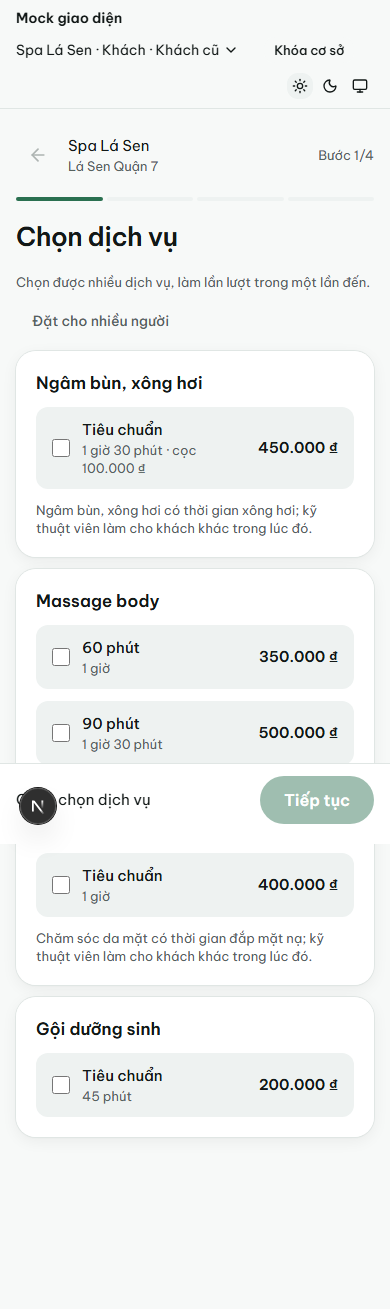 Mock giao diện
Spa Lá Sen · Khách · Khách cũ
Khóa cơ sở
Spa Lá Sen
Lá Sen Quận 7
Bước 1/4
Chọn dịch vụ
Chọn được nhiều dịch vụ, làm lần lượt trong một lần đến.
Đặt cho nhiều người
Ngâm bùn, xông hơi
Tiêu chuẩn
1 giờ 30 phút · cọc
100.000 ₫
450.000 ₫
Ngâm bùn, xông hơi có thời gian xông hơi; kỹ
thuật viên làm cho khách khác trong lúc đó.
Massage body
60 phút
1 giờ
350.000 ₫
90 phút
1 giờ 30 phút
500.000 ₫
N
chọn dịch vụ
Tiếp tục
Tiêu chuẩn
1 giờ
400.000 ₫
Chăm sóc da mặt có thời gian đắp mặt nạ; kỹ
thuật viên làm cho khách khác trong lúc đó.
Gội dưỡng sinh
Tiêu chuẩn
45 phút
200.000 ₫